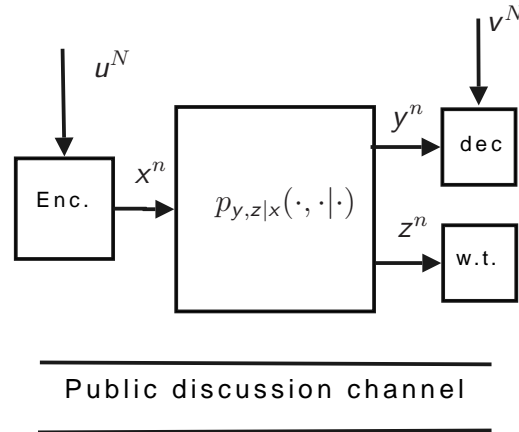 u^N
v^N
Enc.
x^n
p_{y,z|x}(·,·|·)
y^n
dec
z^n
w.t.
Public discussion channel